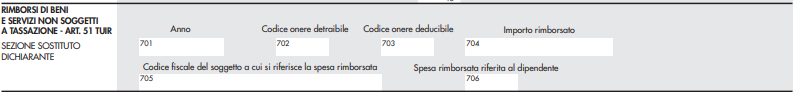 RIMBORSI DI BENI
E SERVIZI NON SOGGETTI
A TASSAZIONE - ART. 51 TUIR
SEZIONE SOSTITUTO
DICHIARANTE
Anno Codice onere detraibile Codice onere deducibile Importo rimborsato
701 702 703 704
Codice fiscale del soggetto a cui si riferisce la spesa rimborsata Spesa rimborsata riferita al dipendente
705 706